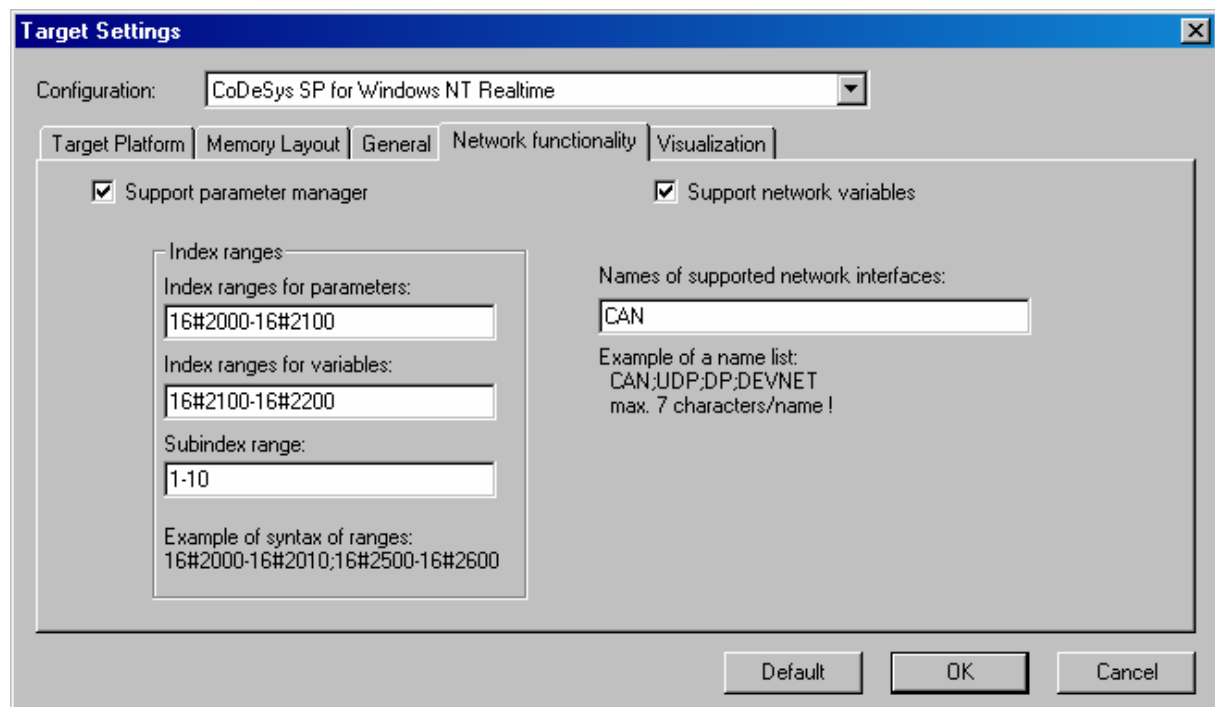 Target Settings
Configuration:
CoDeSys SP for Windows NT Realtime
Target Platform
Memory Layout
General
Network functionality
Visualization
Support parameter manager
Support network variables
Index ranges
Index ranges for parameters:
16#2000-16#2100
Index ranges for variables:
16#2100-16#2200
Subindex range:
1-10
Example of syntax of ranges:
16#2000-16#2010;16#2500-16#2600
Names of supported network interfaces:
CAN
Example of a name list:
CAN;UDP;DP;DEVNET
max. 7 characters/name !
Default
OK
Cancel